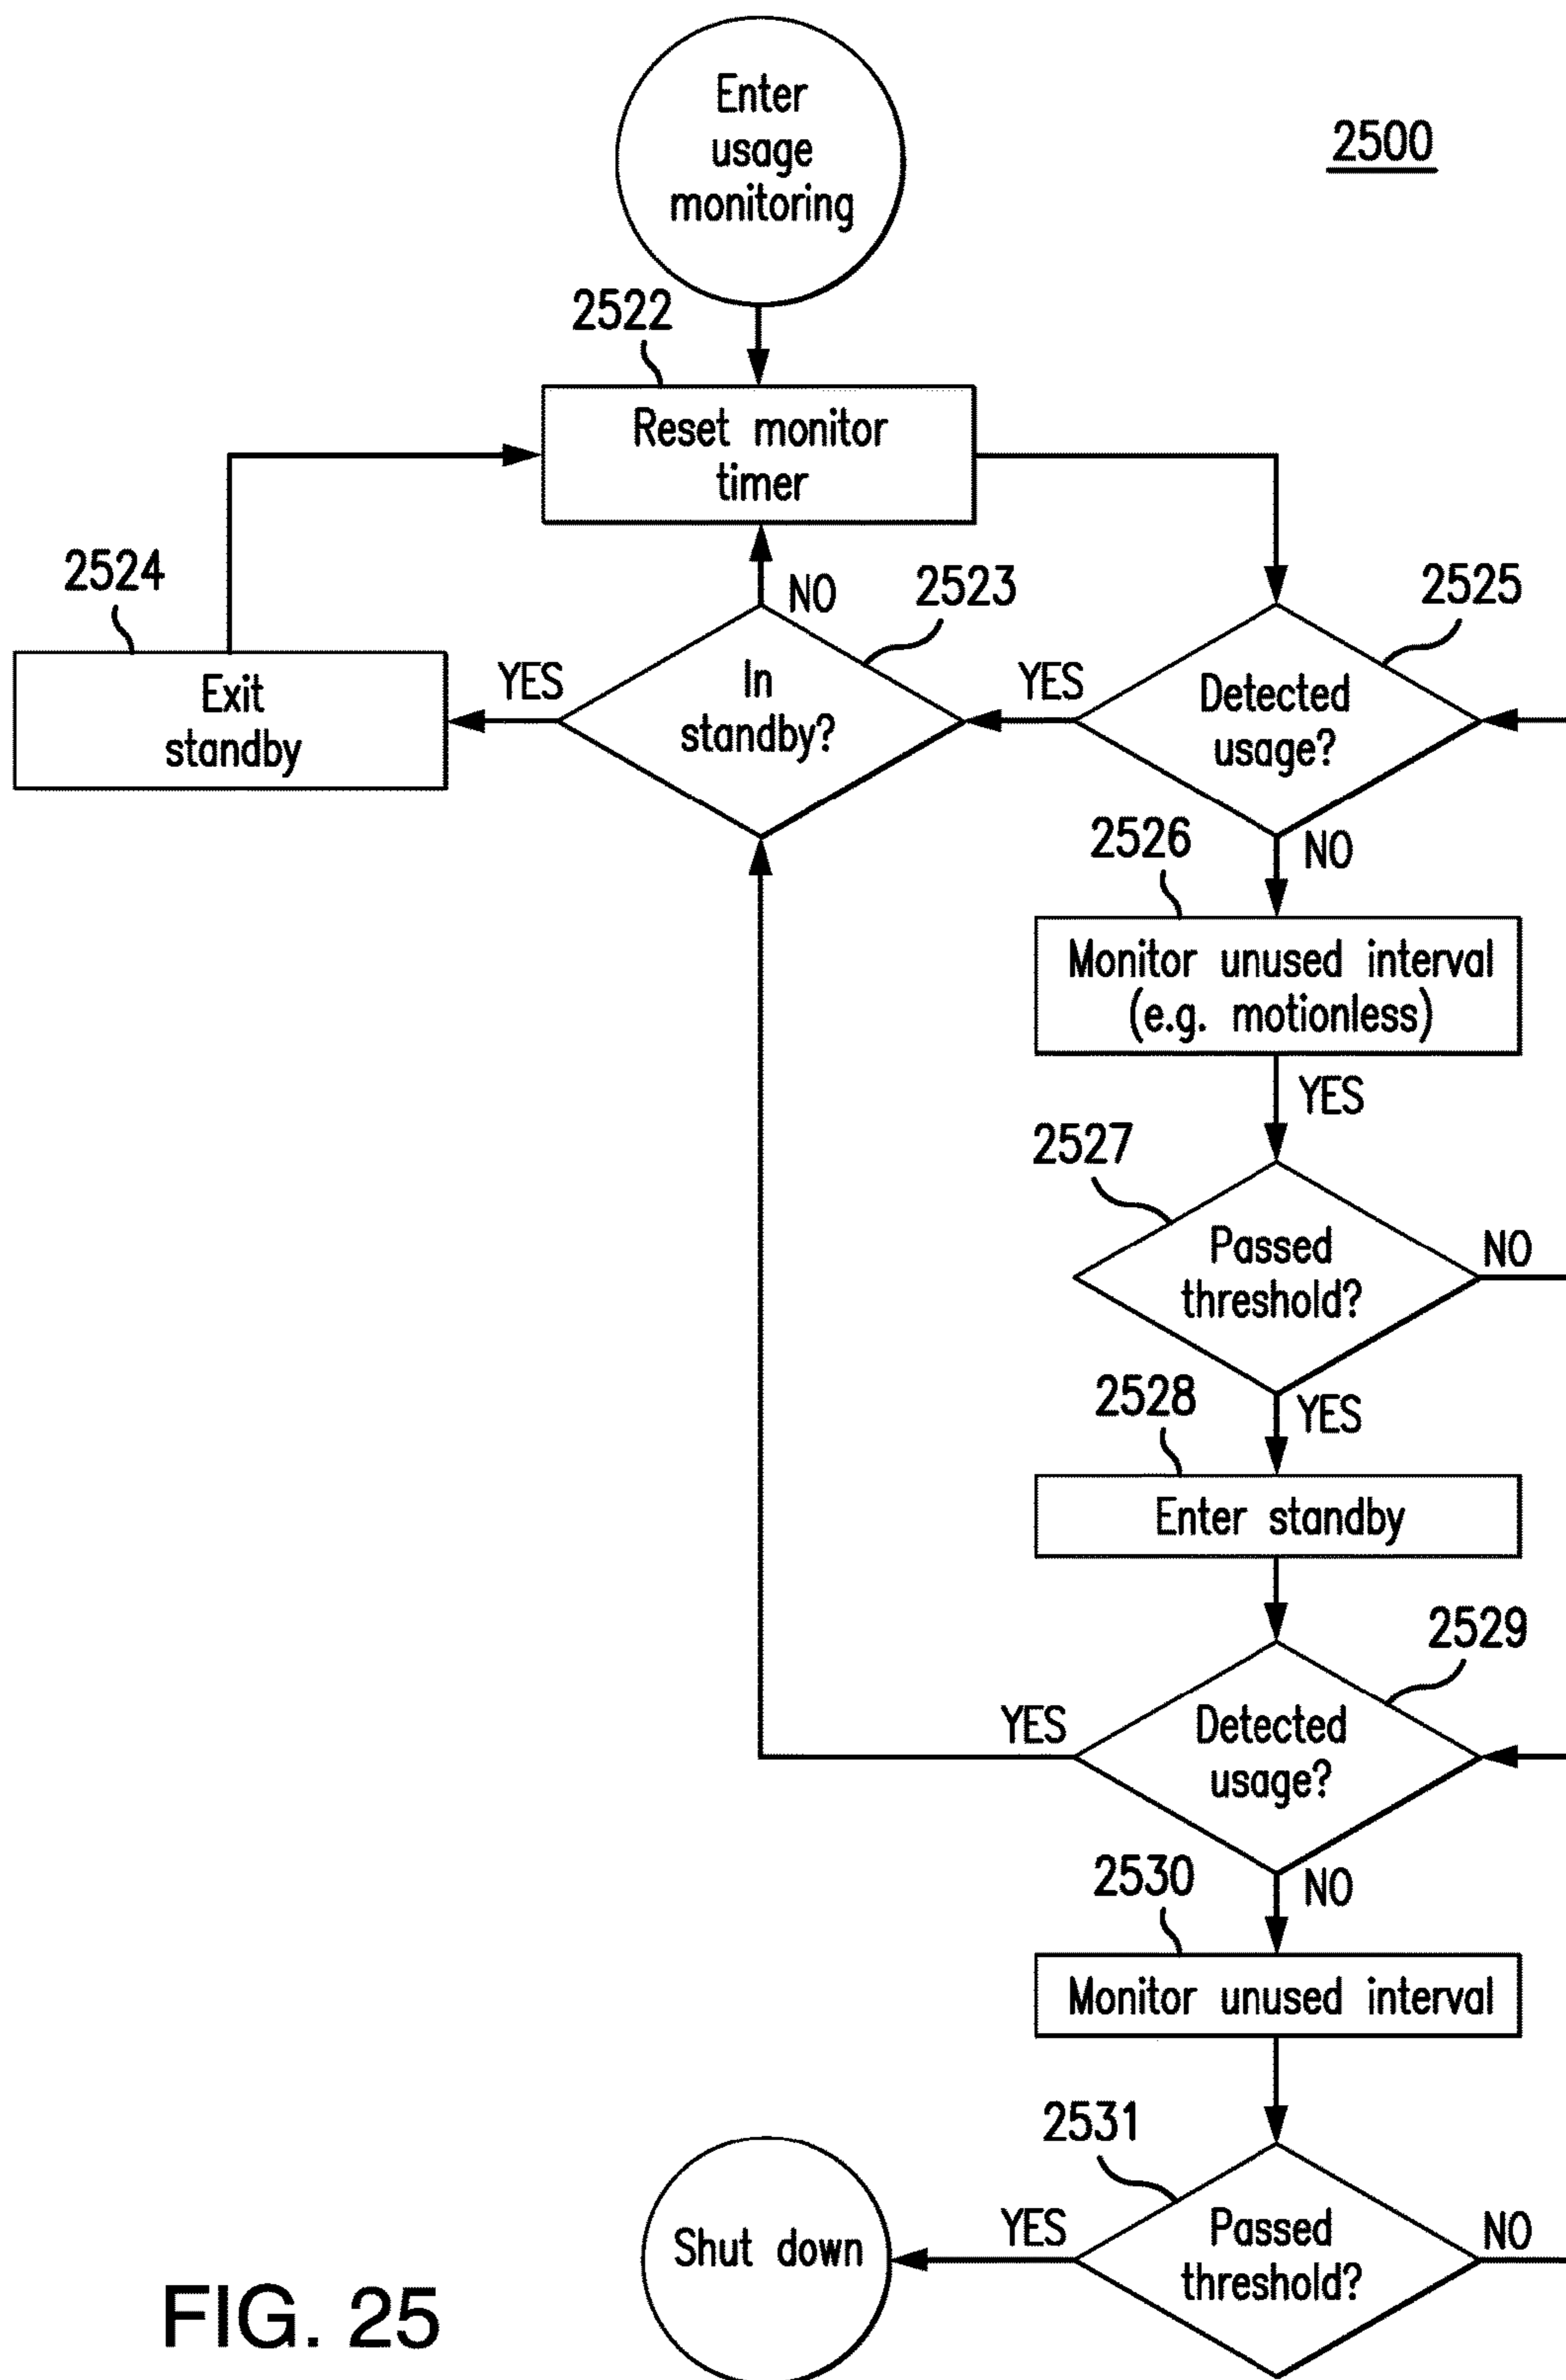 Enter
usage
monitoring
2500
2522
Reset monitor
timer
2524
NO
2523
2525
Exit
standby
YES
In
standby?
YES
Detected
usage?
2526
NO
Monitor unused interval
(e.g. motionless)
YES
2527
Passed
threshold?
NO
2528
YES
Enter standby
2529
YES
Detected
usage?
2530
NO
Monitor unused interval
2531
Shut down
YES
Passed
threshold?
NO
FIG. 25